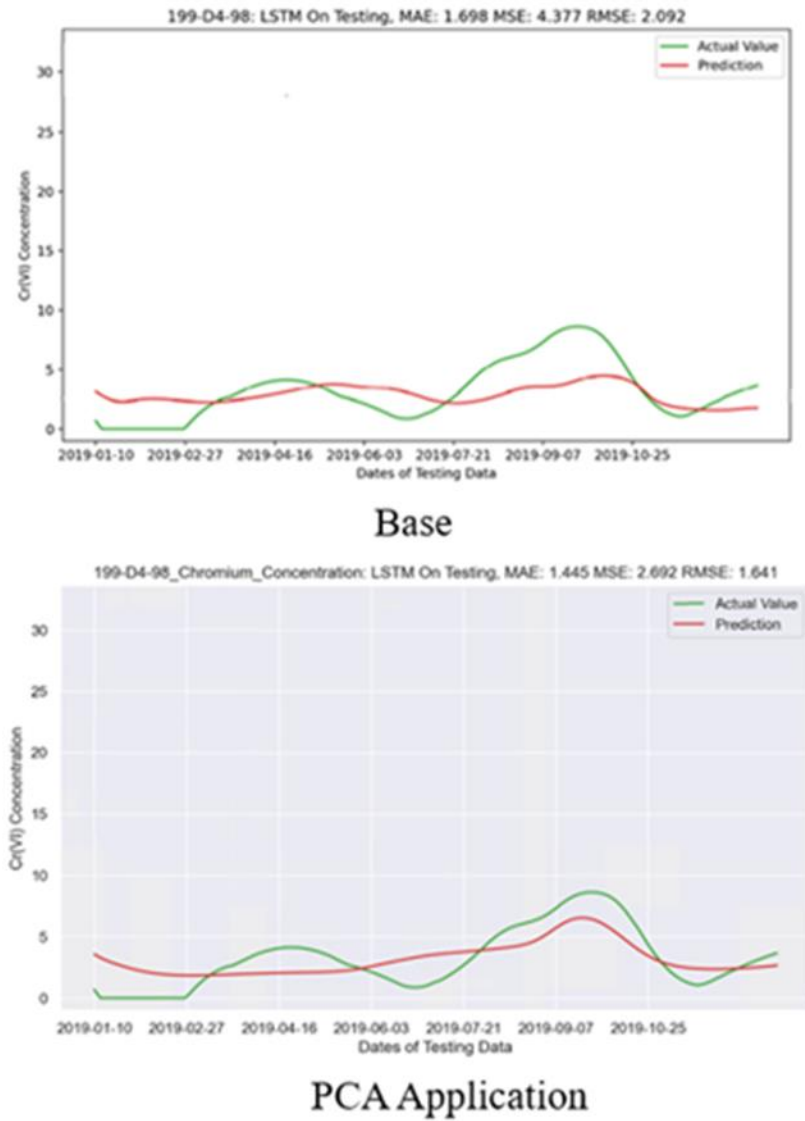 199-D4-98: LSTM On Testing, MAE: 1.698 MSE: 4.377 RMSE: 2.092
Actual Value
Prediction
30
25
20
15
10
5
0
Cr(VI) Concentration
2019-01-10 2019-02-27 2019-04-16 2019-06-03 2019-07-21 2019-09-07 2019-10-25
Dates of Testing Data
Base
199-D4-98_Chromium_Concentration: LSTM On Testing, MAE: 1.445 MSE: 2.692 RMSE: 1.641
Actual Value
Prediction
30
25
20
15
10
5
0
Cr(VI) Concentration
2019-01-10 2019-02-27 2019-04-16 2019-06-03 2019-07-21 2019-09-07 2019-10-25
Dates of Testing Data
PCA Application